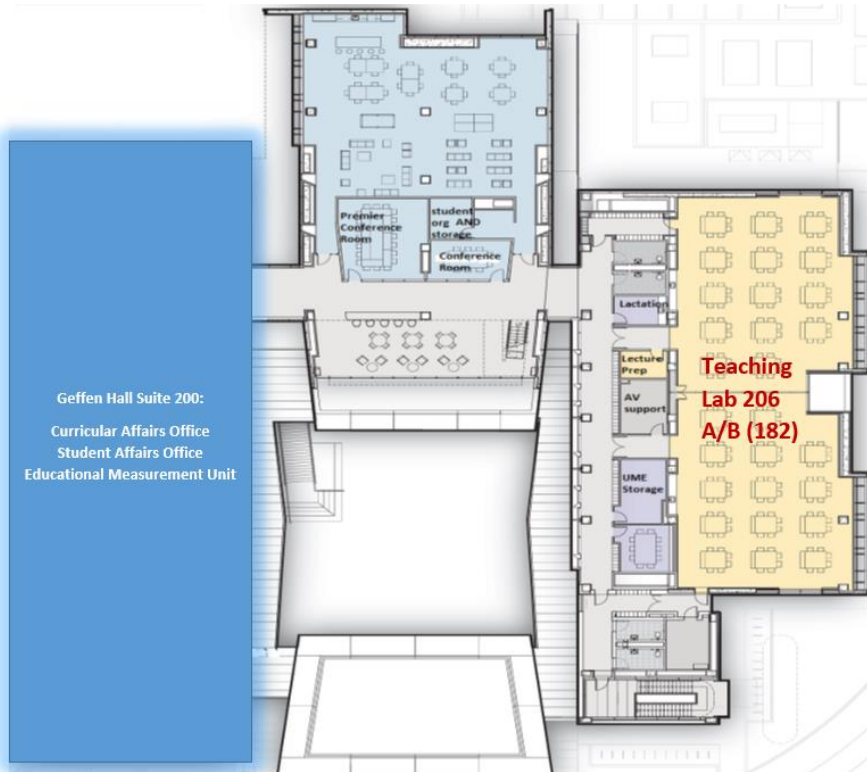 Premier
Conference
Room
student
org AND
storage
Conference
Room
Lactation
Lecture
Prep
AV
support
UME
Storage
Teaching
Lab 206
A/B (182)
Geffen Hall Suite 200:
Curricular Affairs Office
Student Affairs Office
Educational Measurement Unit